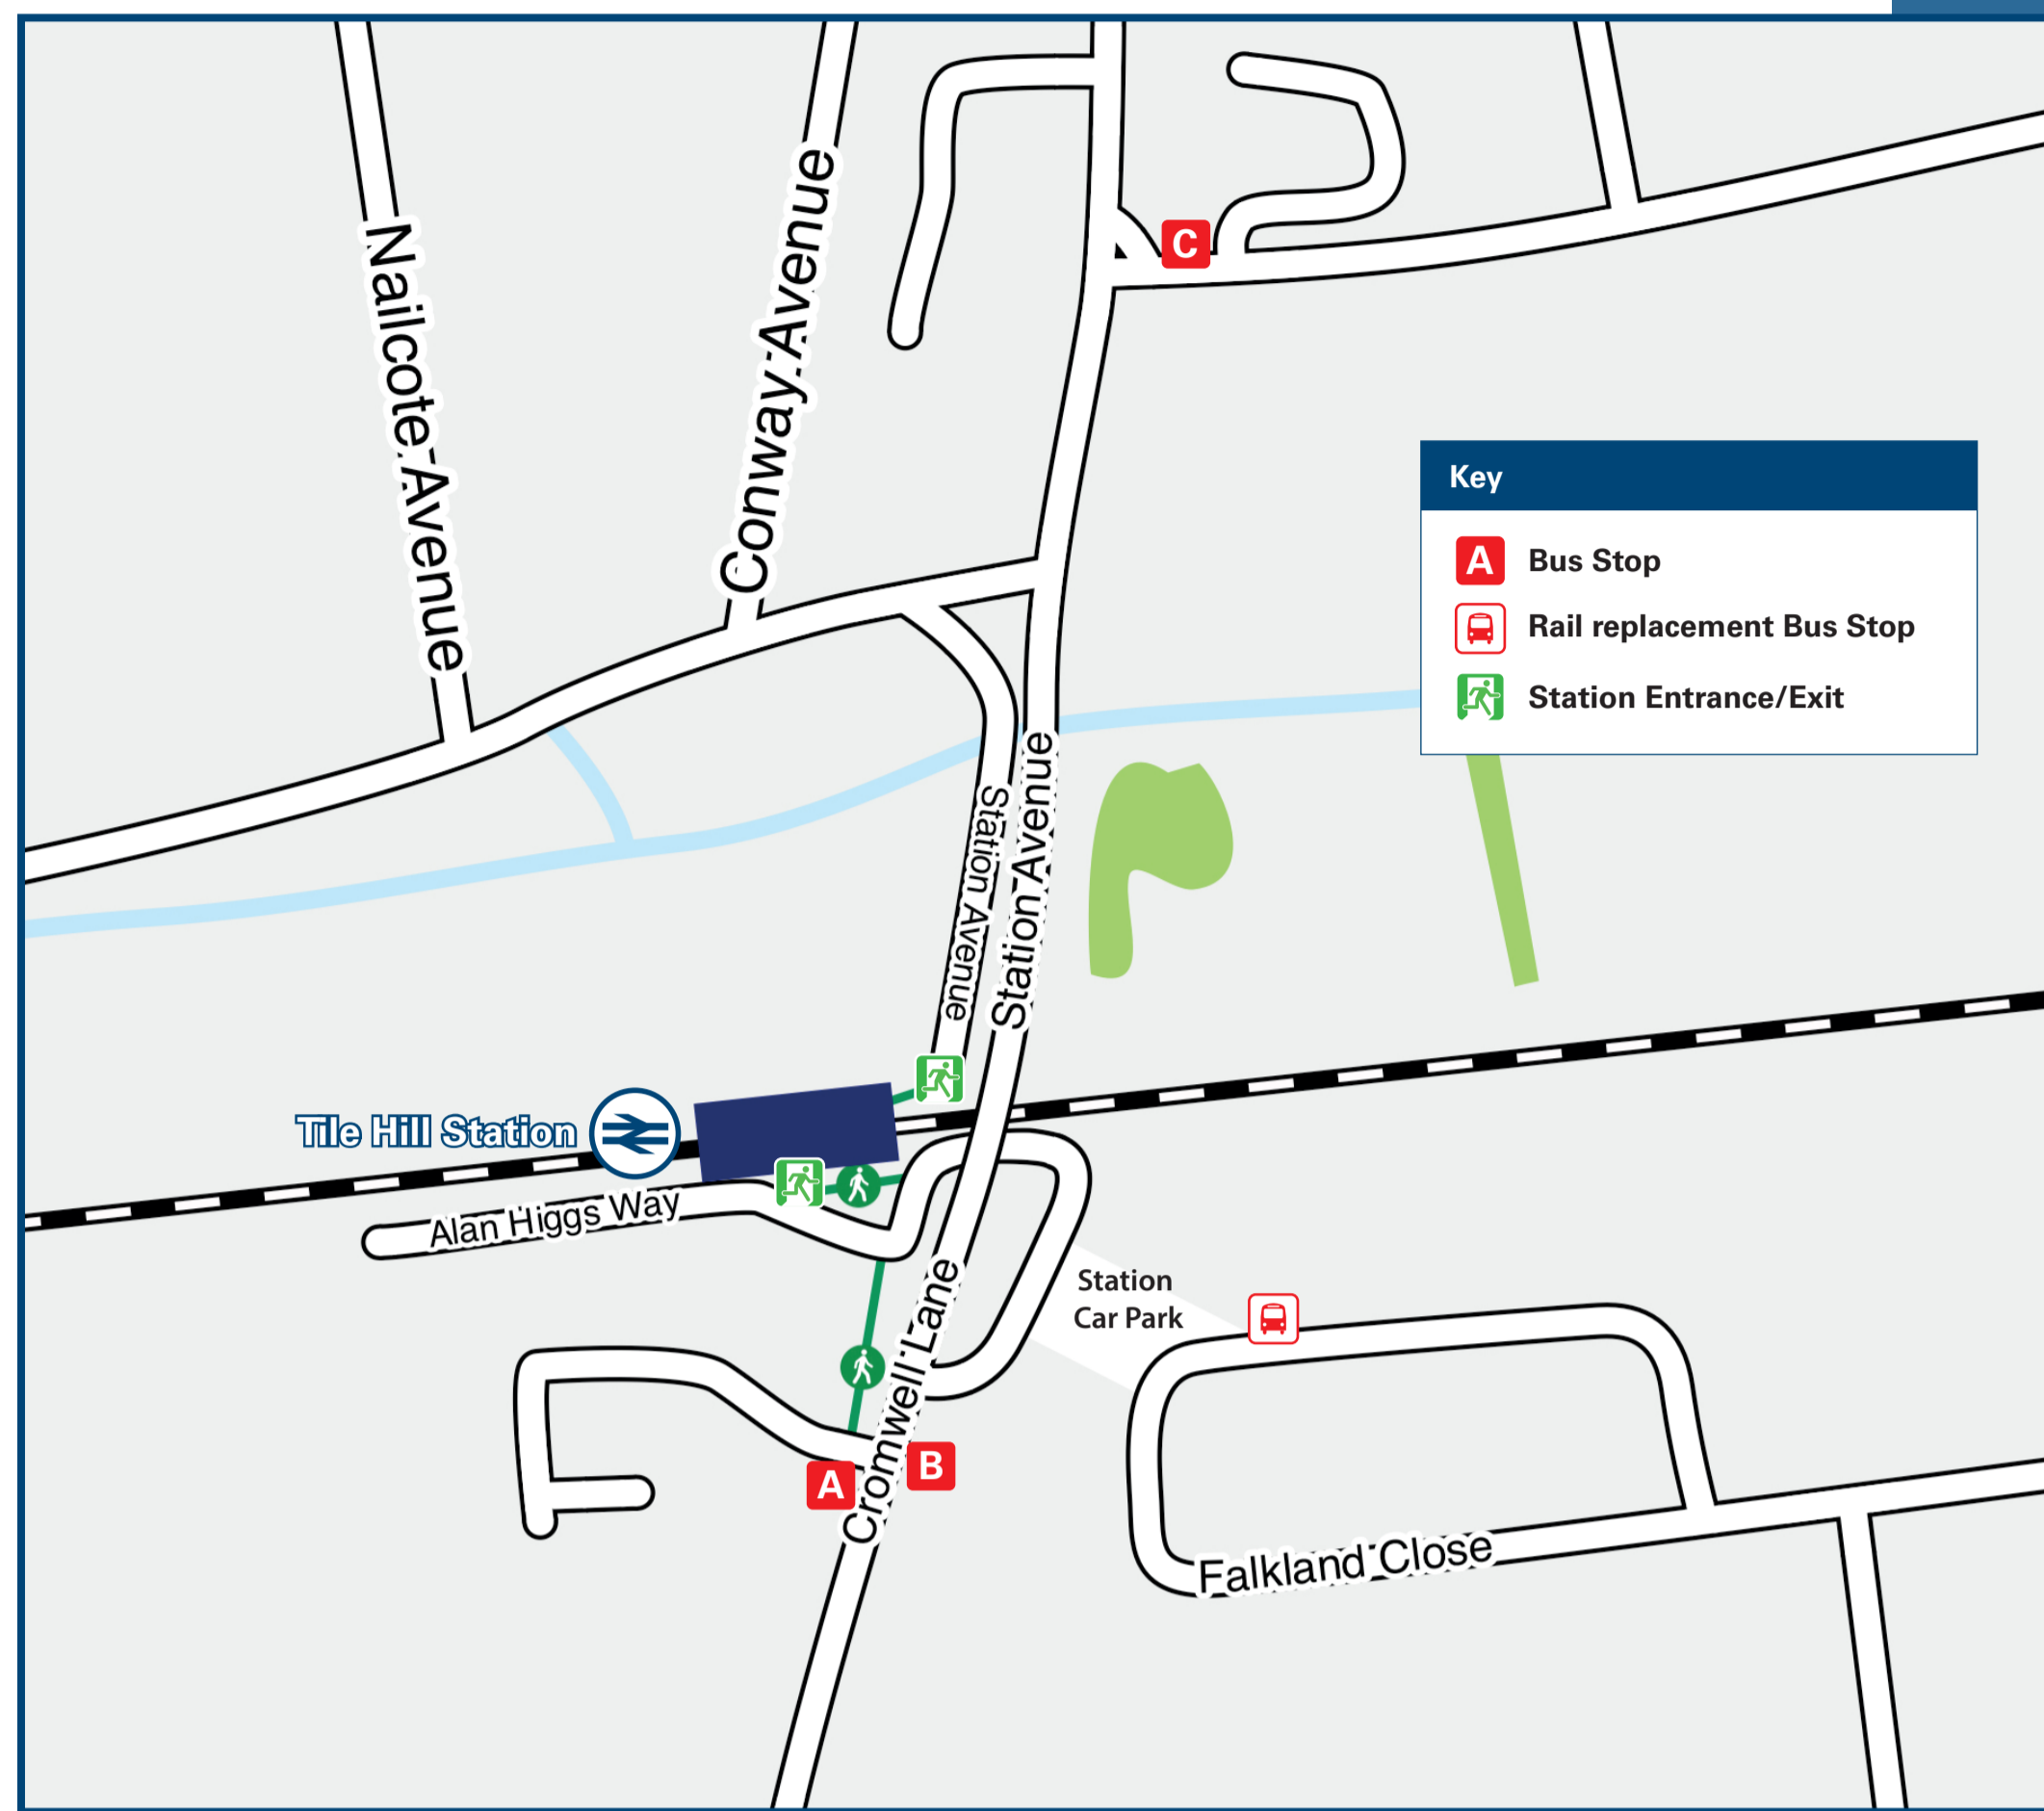 C
Nailcote Avenue
Conway Avenue
Key
A Bus Stop
Rail replacement Bus Stop
Station Entrance/Exit
Station Avenue
Station Avenue
Tile Hill Station
Alan Higgs Way
Station
Car Park
Cromwell Lane
A
B
Falkland Close